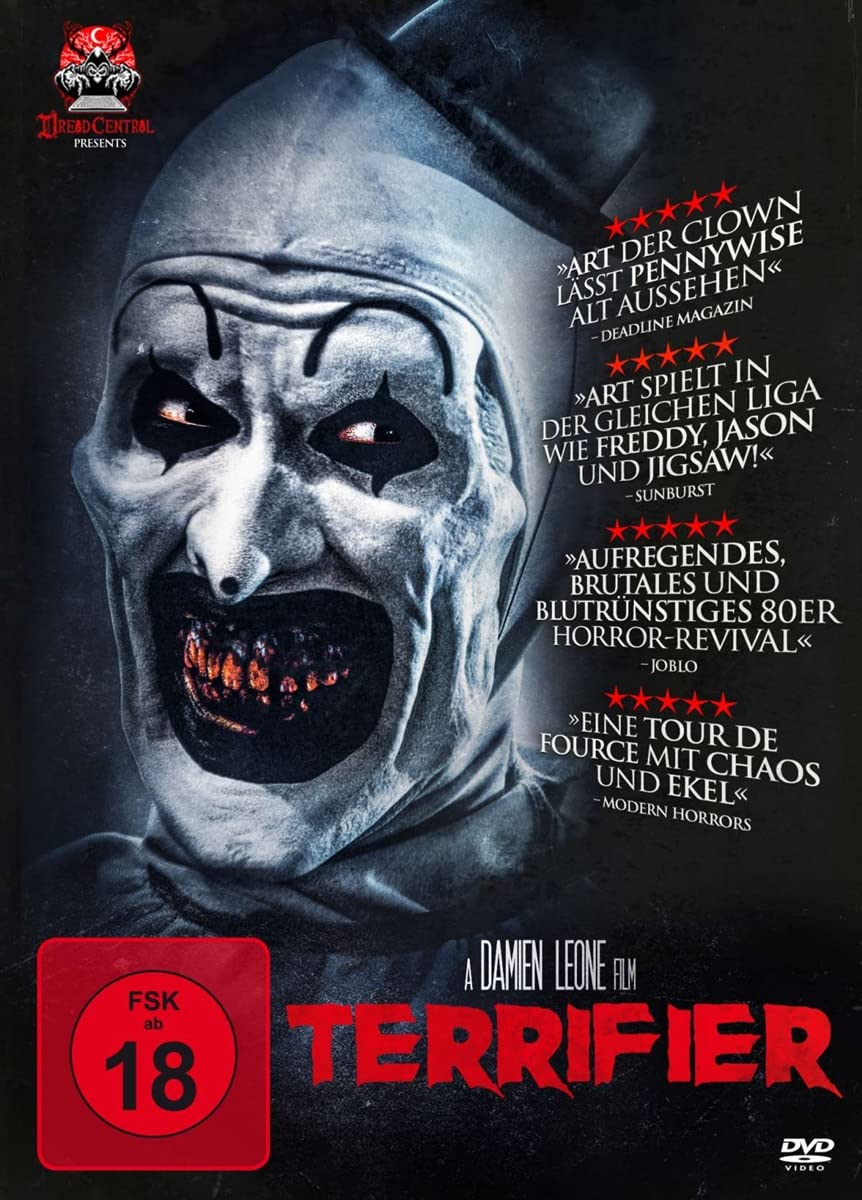 DREADCENTRAL
PRESENTS
★★★★★
»ART DER CLOWN
LÄSST PENNYWISE
ALT AUSSEHEN«
– DEADLINE MAGAZIN
★★★★★
»ART SPIELT IN
DER GLEICHEN LIGA
WIE FREDDY, JASON
UND JIGSAW!«
– SUNBURST
★★★★★
»AUFREGENDES,
BRUTALES UND
BLUTRÜNSTIGES 80ER
HORROR-REVIVAL«
– JOBLO
★★★★★
»EINE TOUR DE
FOURCE MIT CHAOS
UND EKEL«
– MODERN HORRORS
A DAMIEN LEONE FILM
TERRIFIER
FSK
ab
18
DVD
VIDEO